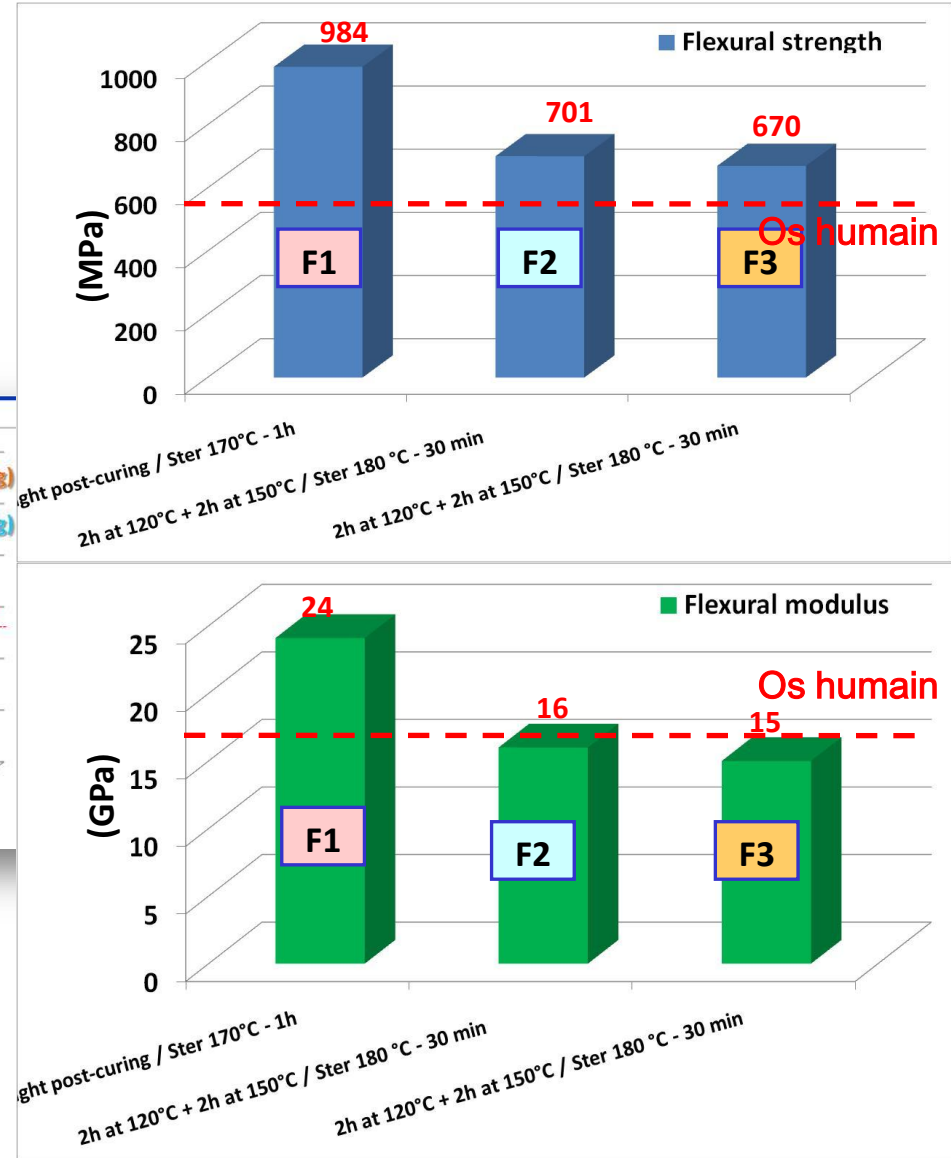 984
Flexural strength
1000
701
670
800
600
Os humain
(MPa)
F1
F2
F3
400
200
0
ght post-curing / Ster 170°C - 1h
2h at 120°C + 2h at 150°C / Ster 180 °C - 30 min
2h at 120°C + 2h at 150°C / Ster 180 °C - 30 min
g)
g)
24
Flexural modulus
25
Os humain
20
16
15
15
(GPa)
F1
F2
F3
10
5
0
ght post-curing / Ster 170°C - 1h
2h at 120°C + 2h at 150°C / Ster 180 °C - 30 min
2h at 120°C + 2h at 150°C / Ster 180 °C - 30 min